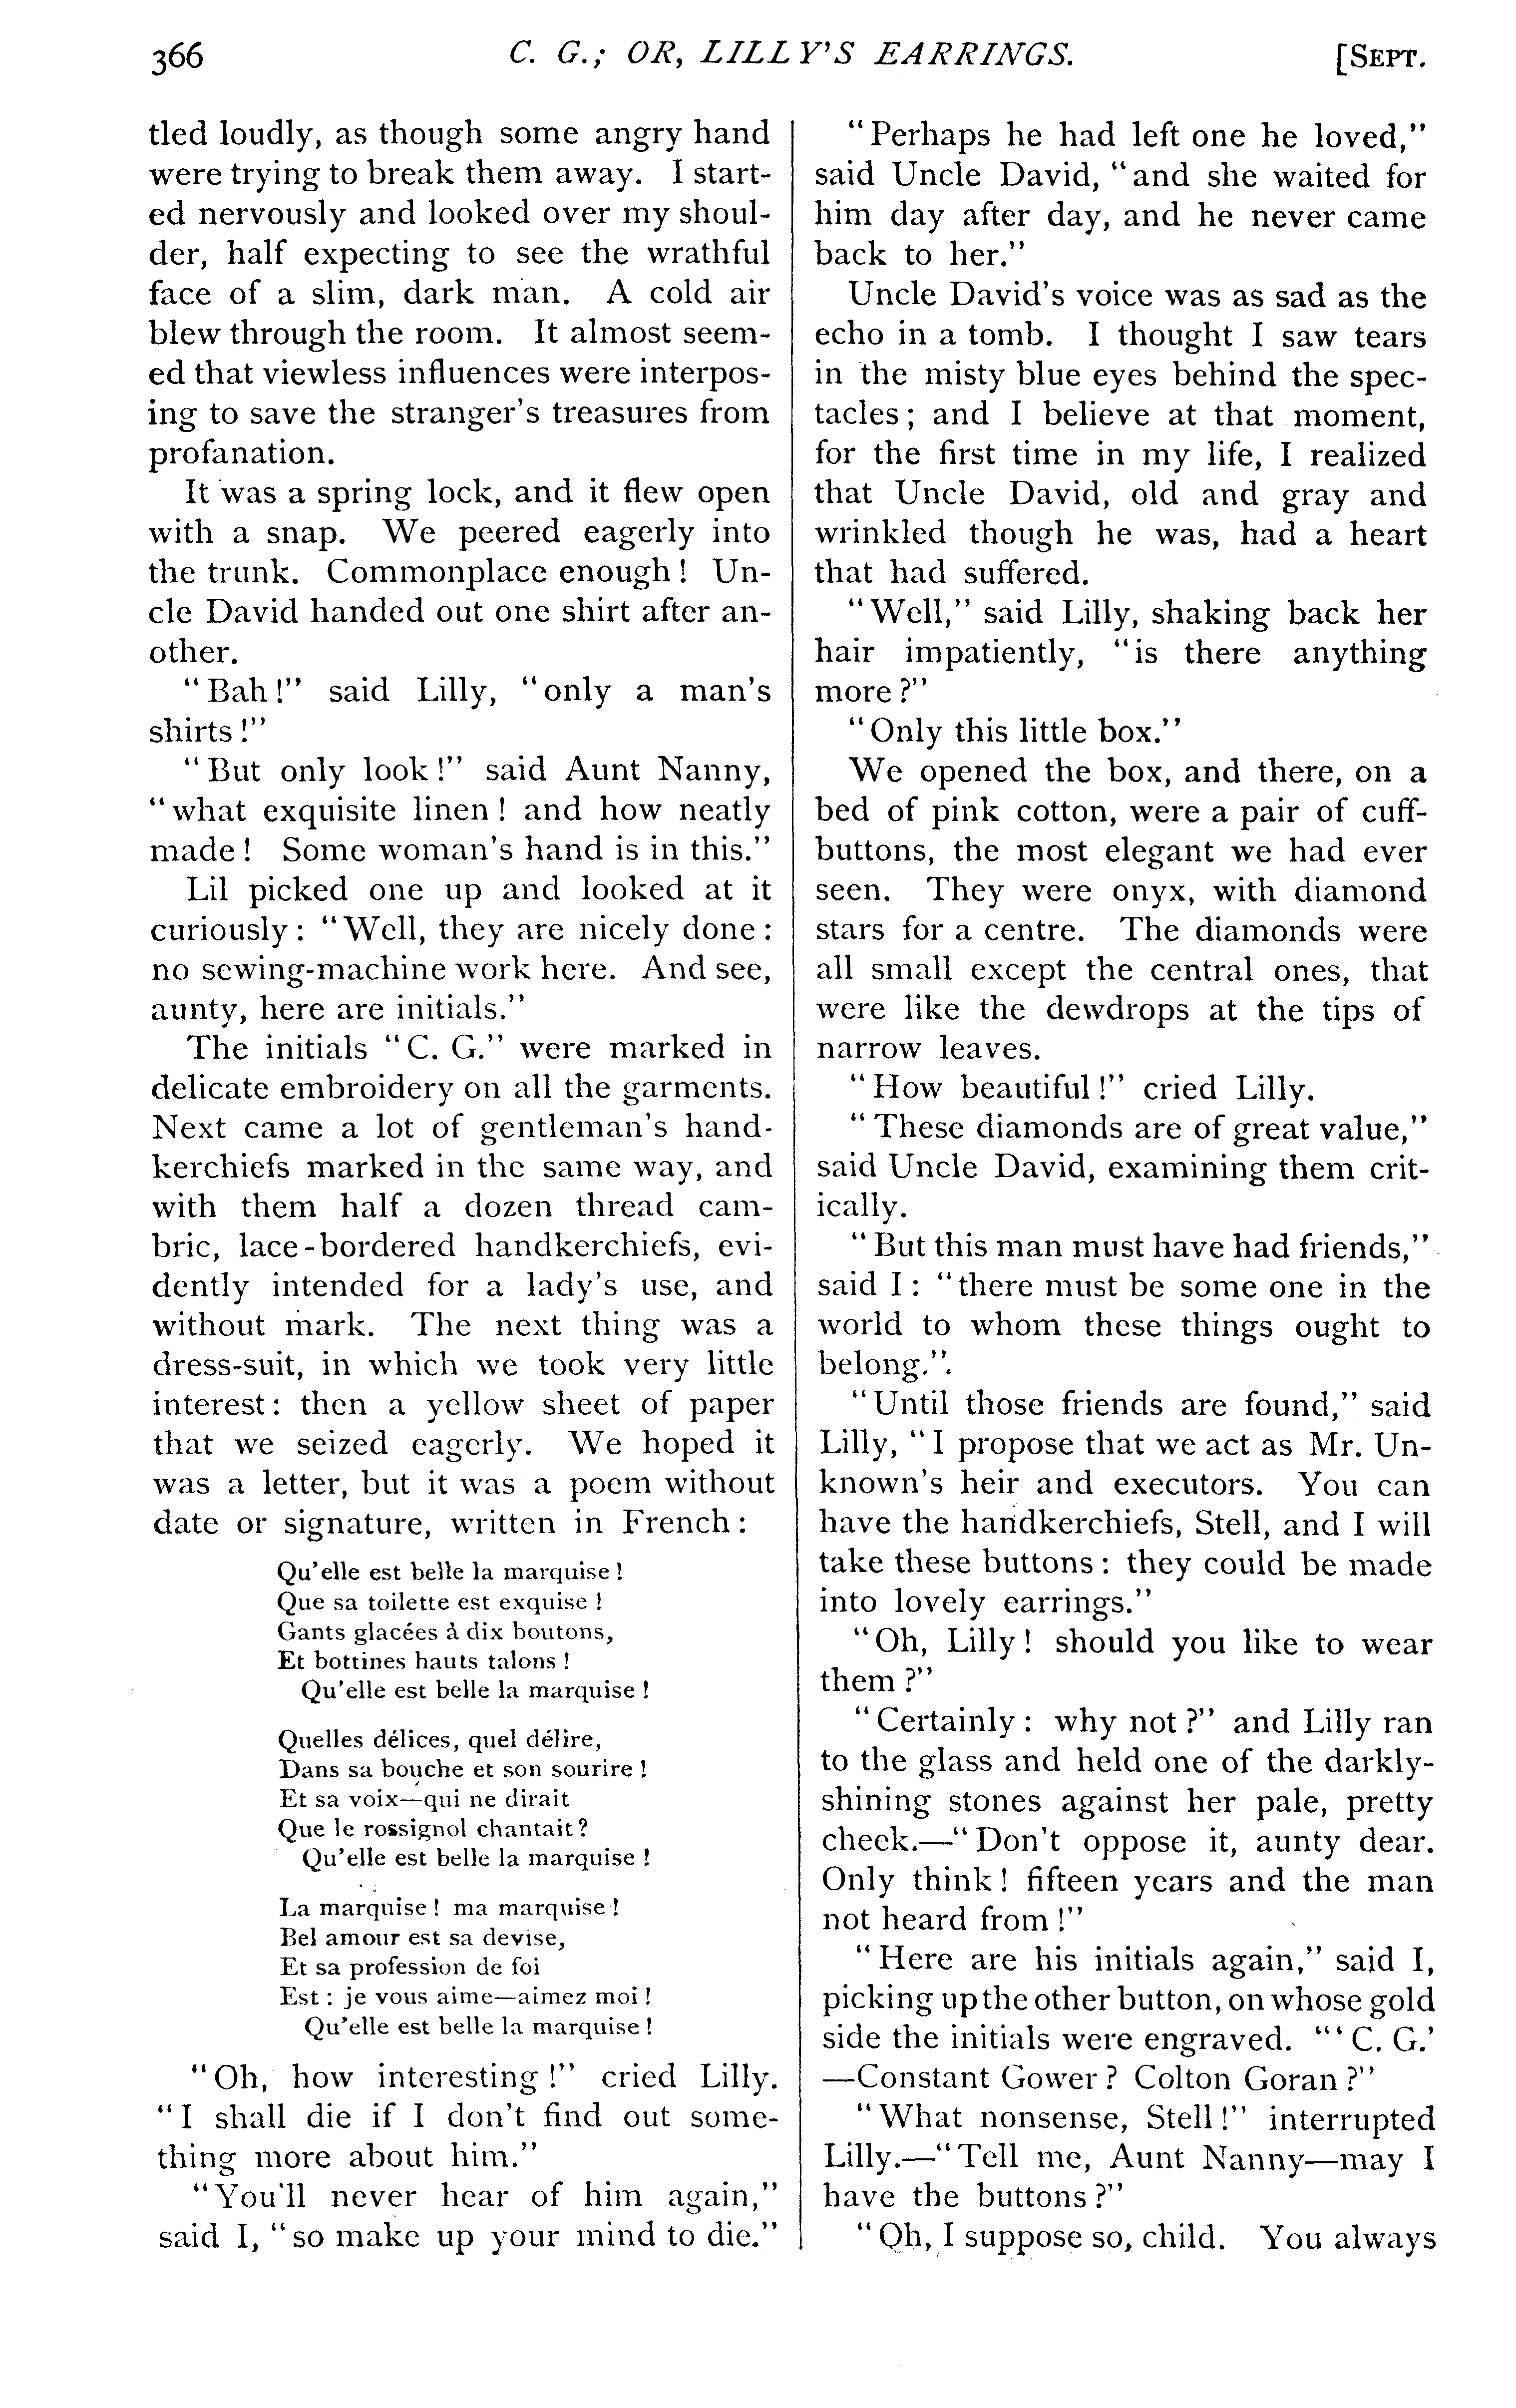 366 C. G.; OR, LILLY'S EARRINGS. [SEPT.
tled loudly, as though some angry hand
were trying to break them away. I start-
ed nervously and looked over my shoul-
der, half expecting to see the wrathful
face of a slim, dark man. A cold air
blew through the room. It almost seem-
ed that viewless influences were interpos-
ing to save the stranger's treasures from
profanation.
It was a spring lock, and it flew open
with a snap. We peered eagerly into
the trunk. Commonplace enough! Un-
cle David handed out one shirt after an-
other.
"Bah!" said Lilly, "only a man's
shirts!"
"But only look!" said Aunt Nanny,
"what exquisite linen! and how neatly
made! Some woman's hand is in this."
Lil picked one up and looked at it
curiously: "Well, they are nicely done:
no sewing-machine work here. And see,
aunty, here are initials."
The initials "C. G." were marked in
delicate embroidery on all the garments.
Next came a lot of gentleman's hand-
kerchiefs marked in the same way, and
with them half a dozen thread cam-
bric, lace-bordered handkerchiefs, evi-
dently intended for a lady's use, and
without mark. The next thing was a
dress-suit, in which we took very little
interest: then a yellow sheet of paper
that we seized eagerly. We hoped it
was a letter, but it was a poem without
date or signature, written in French:
Qu'elle est belle la marquise!
Que sa toilette est exquise!
Gants glacées à dix boutons,
Et bottines hauts talons!
Qu'elle est belle la marquise!
Quelles délices, quel délire,
Dans sa bouche et son sourire!
Et sa voix—qui ne dirait
Que le rossignol chantait?
Qu'elle est belle la marquise!
La marquise! ma marquise!
Bel amour est sa devise,
Et sa profession de foi
Est: je vous aime—aimez moi!
Qu'elle est belle la marquise!
"Oh, how interesting!" cried Lilly.
"I shall die if I don't find out some-
thing more about him."
"You'll never hear of him again,"
said I, "so make up your mind to die."
"Perhaps he had left one he loved,"
said Uncle David, "and she waited for
him day after day, and he never came
back to her."
Uncle David's voice was as sad as the
echo in a tomb. I thought I saw tears
in the misty blue eyes behind the spec-
tacles; and I believe at that moment,
for the first time in my life, I realized
that Uncle David, old and gray and
wrinkled though he was, had a heart
that had suffered.
"Well," said Lilly, shaking back her
hair impatiently, "is there anything
more?"
"Only this little box."
We opened the box, and there, on a
bed of pink cotton, were a pair of cuff-
buttons, the most elegant we had ever
seen. They were onyx, with diamond
stars for a centre. The diamonds were
all small except the central ones, that
were like the dewdrops at the tips of
narrow leaves.
"How beautiful!" cried Lilly.
"These diamonds are of great value,"
said Uncle David, examining them crit-
ically.
"But this man must have had friends,"
said I: "there must be some one in the
world to whom these things ought to
belong."
"Until those friends are found," said
Lilly, "I propose that we act as Mr. Un-
known's heir and executors. You can
have the handkerchiefs, Stell, and I will
take these buttons: they could be made
into lovely earrings."
"Oh, Lilly! should you like to wear
them?"
"Certainly: why not?" and Lilly ran
to the glass and held one of the darkly-
shining stones against her pale, pretty
cheek.—"Don't oppose it, aunty dear.
Only think! fifteen years and the man
not heard from!"
"Here are his initials again," said I,
picking up the other button, on whose gold
side the initials were engraved. "'C. G.'
—Constant Gower? Colton Goran?"
"What nonsense, Stell!" interrupted
Lilly.—"Tell me, Aunt Nanny—may I
have the buttons?"
"Oh, I suppose so, child. You always